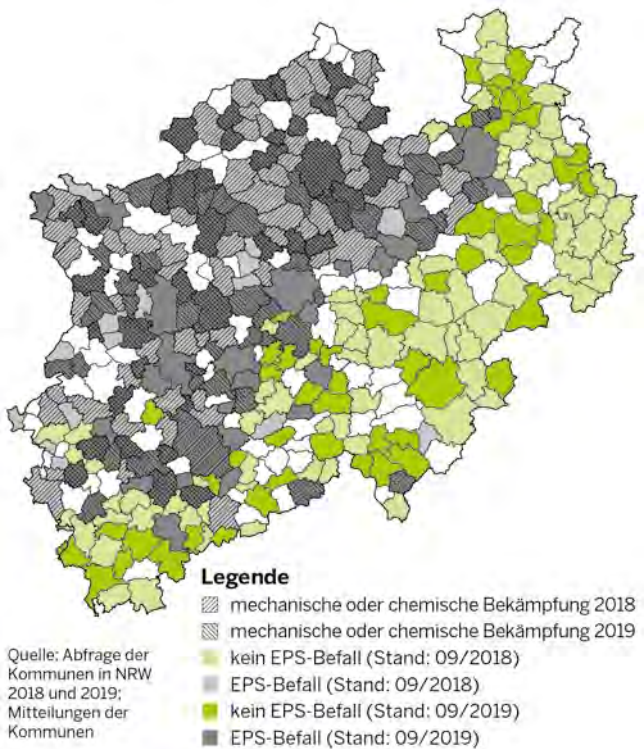 Legende
mechanische oder chemische Bekämpfung 2018
mechanische oder chemische Bekämpfung 2019
kein EPS-Befall (Stand: 09/2018)
EPS-Befall (Stand: 09/2018)
kein EPS-Befall (Stand: 09/2019)
EPS-Befall (Stand: 09/2019)
Quelle: Abfrage der
Kommunen in NRW
2018 und 2019;
Mitteilungen der
Kommunen